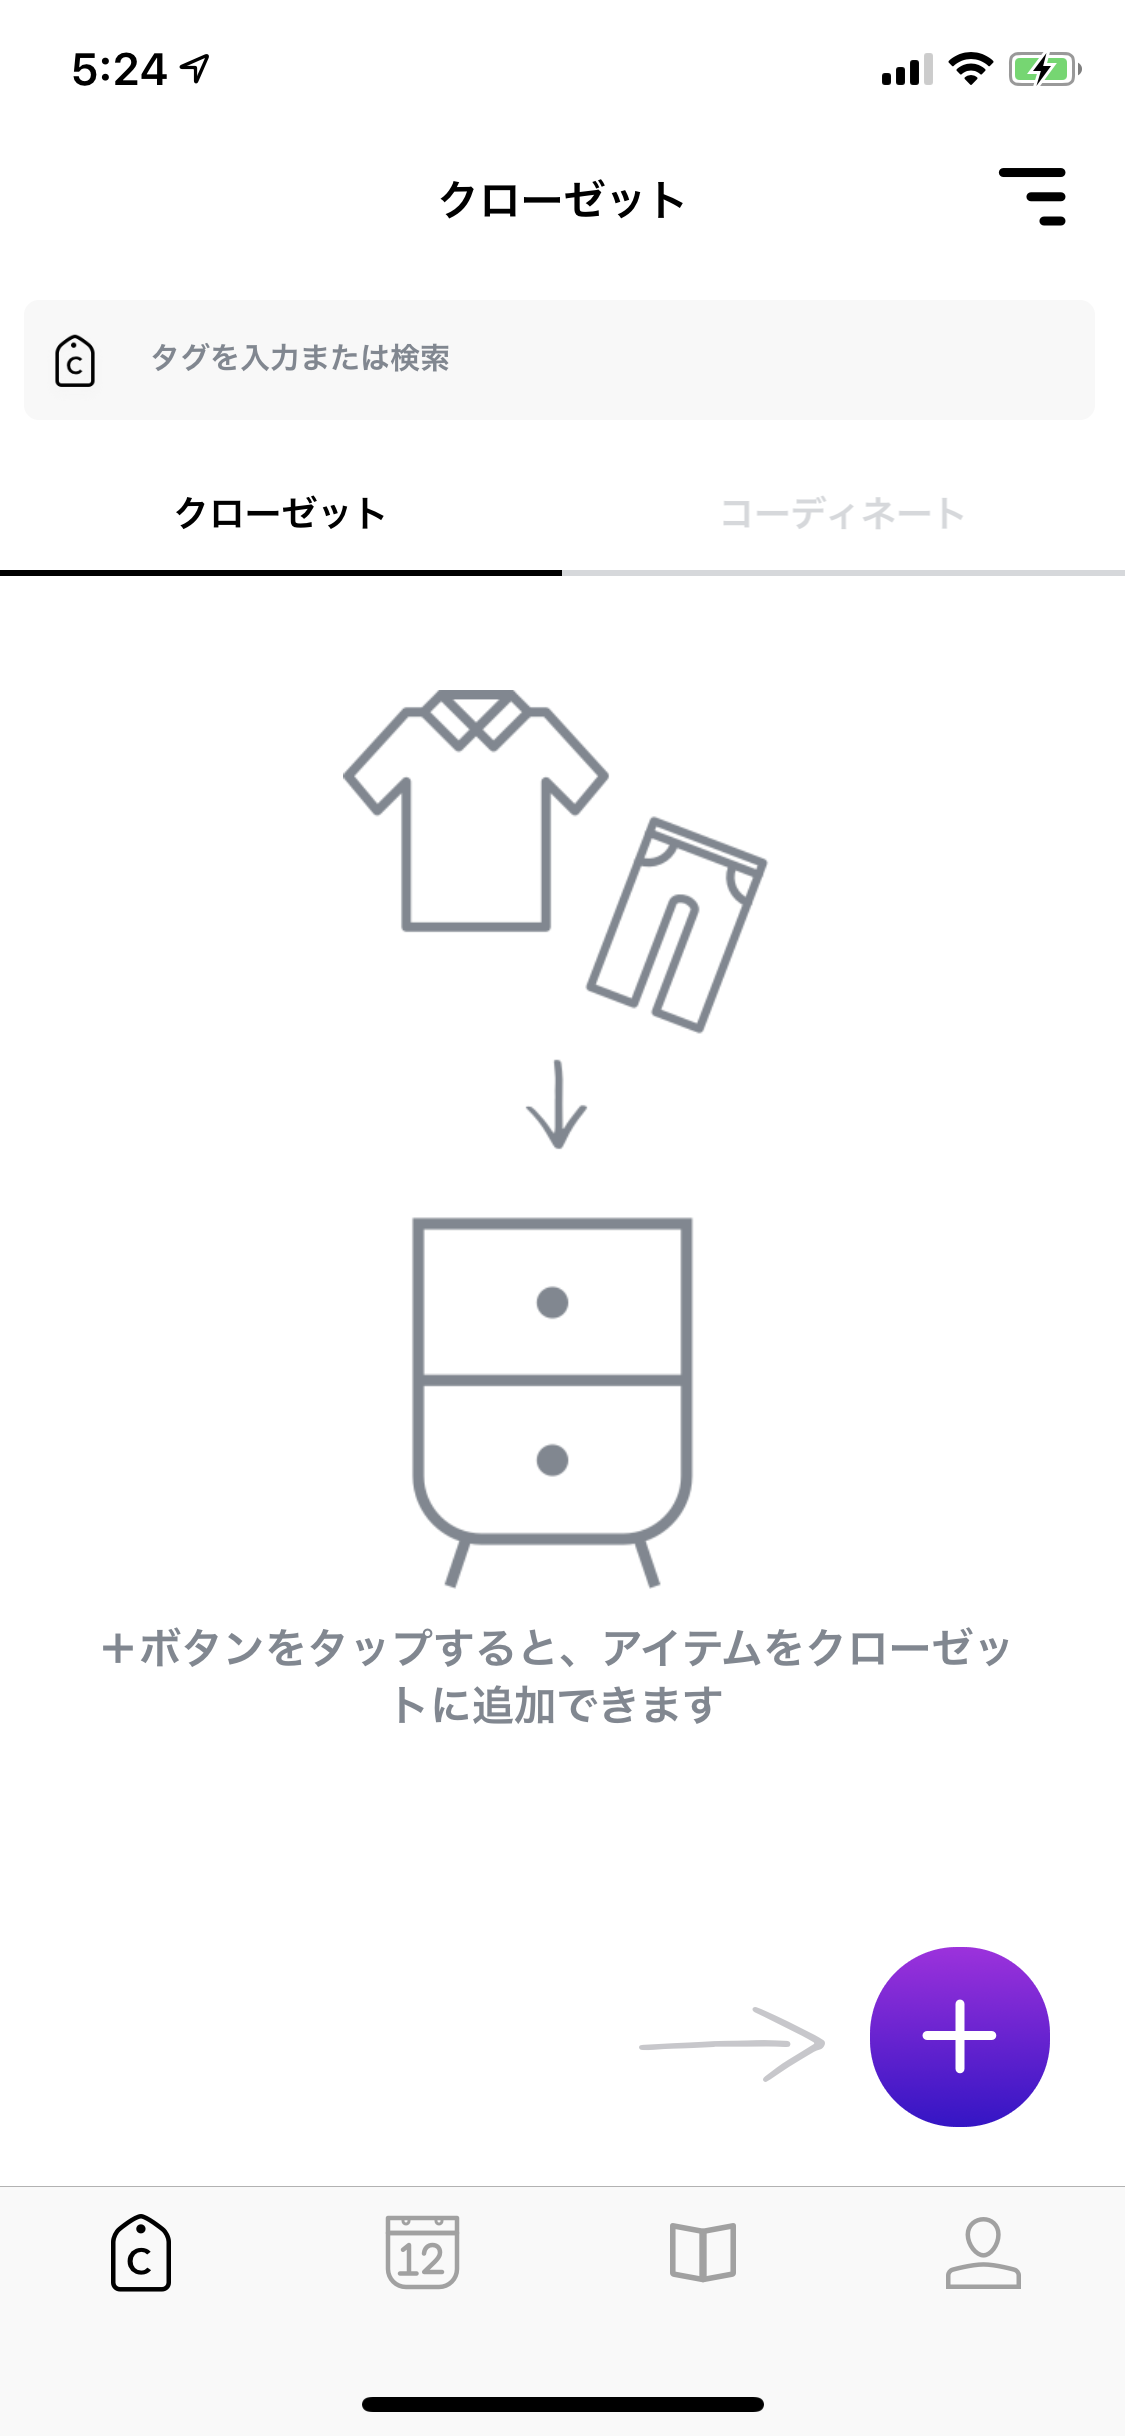 5:24
クローゼット
C
タグを入力または検索
クローゼット
コーディネート
＋ボタンをタップすると、アイテムをクローゼッ
トに追加できます
C
12